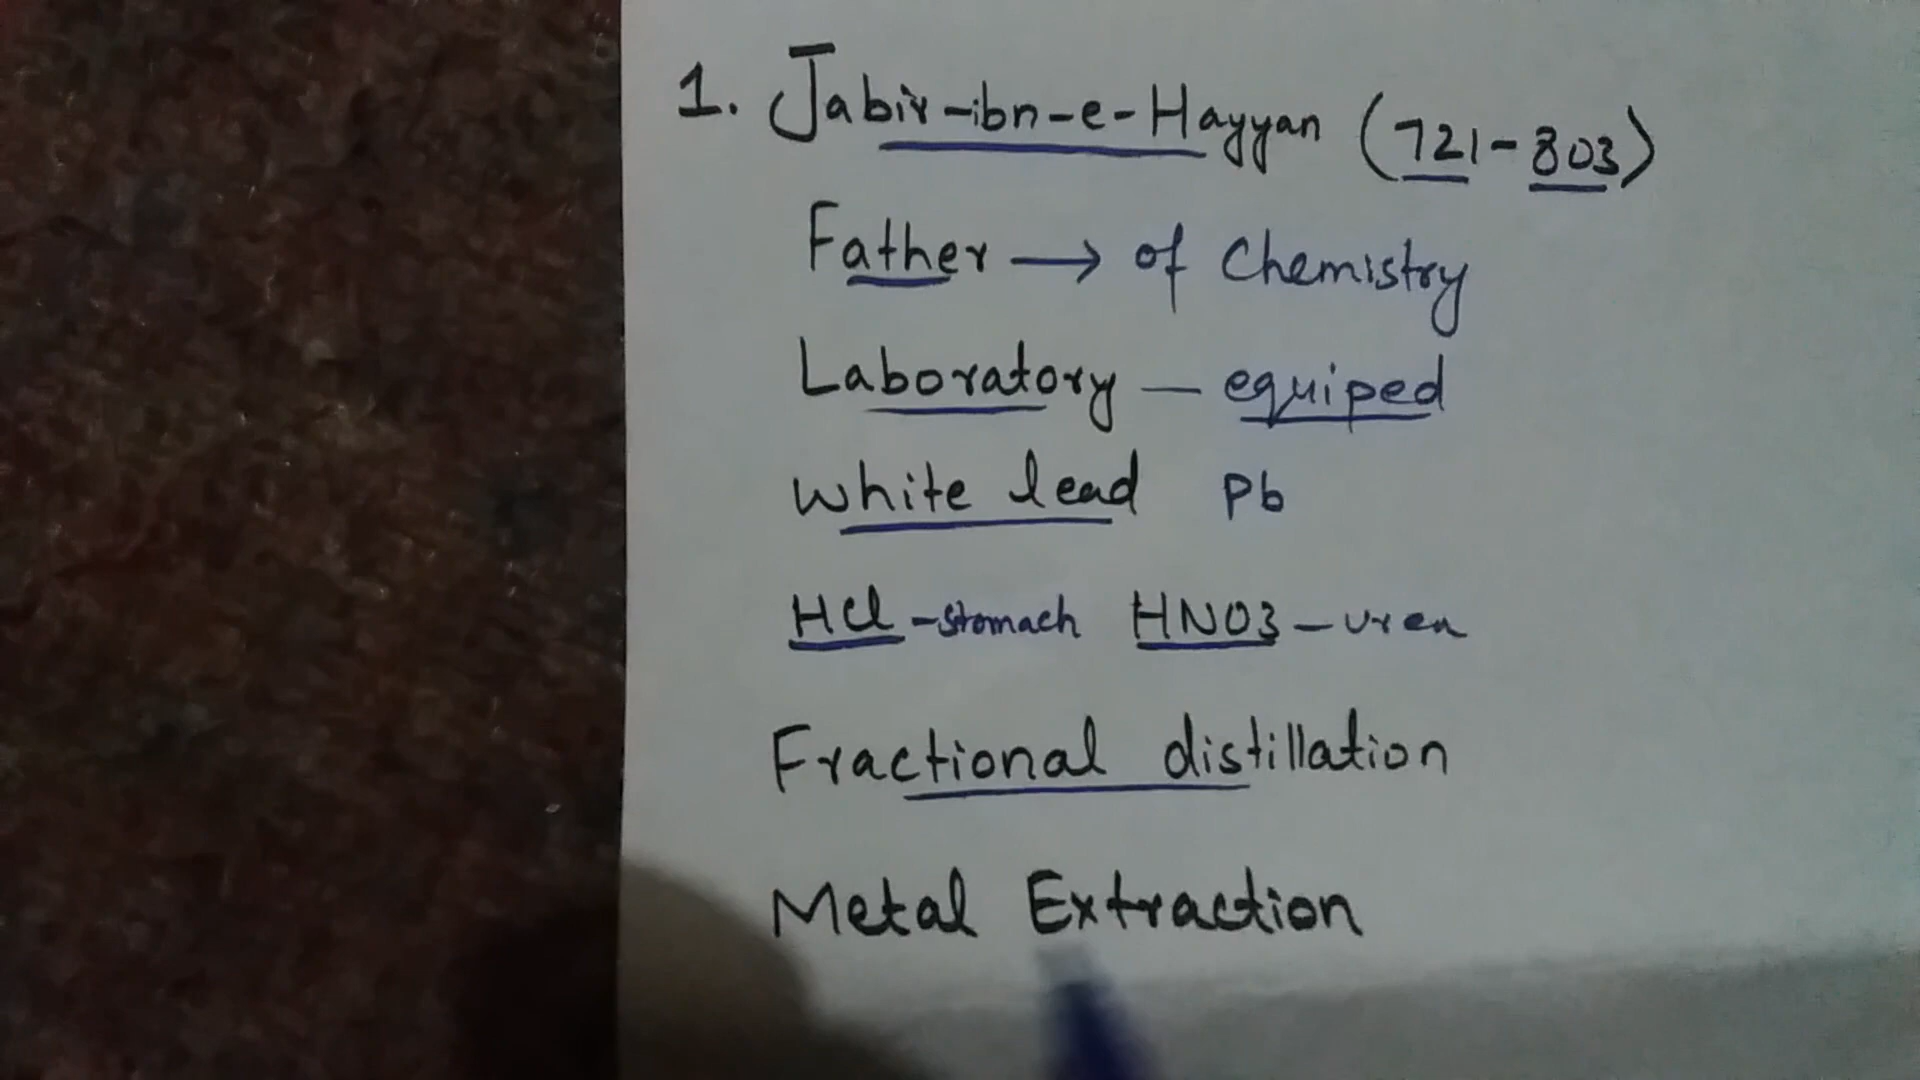 1. Jabir-ibn-e-Hayyan (721-803)
Father → of Chemistry
Laboratory - equiped
white lead Pb
HCl - stomach HNO3 - urea
Fractional distillation
Metal Extraction